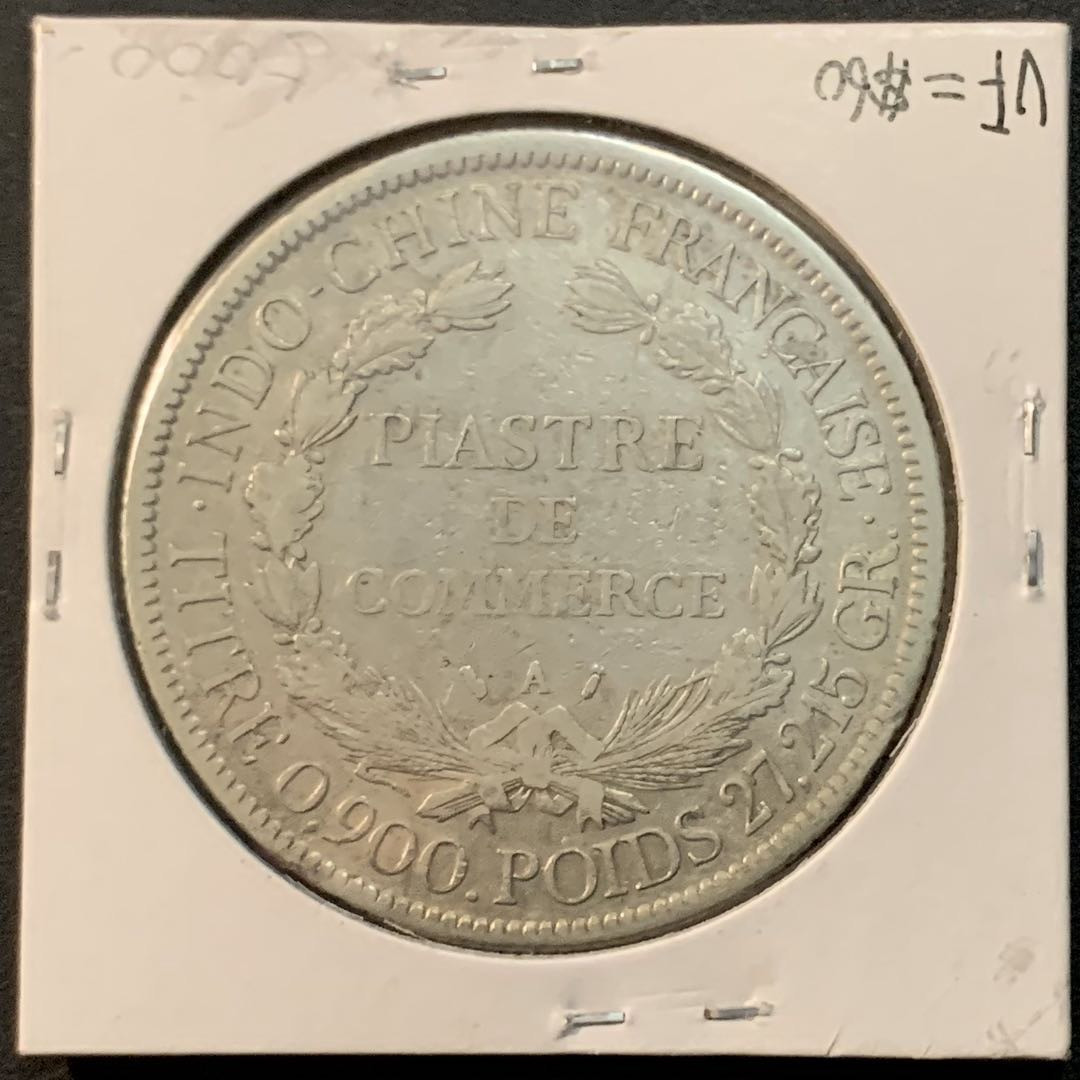 VF = $60
INDO-CHINE FRANÇAISE.
PIASTRE
DE
COMMERCE
A
TITRE 0,900. POIDS 27.215 GR.